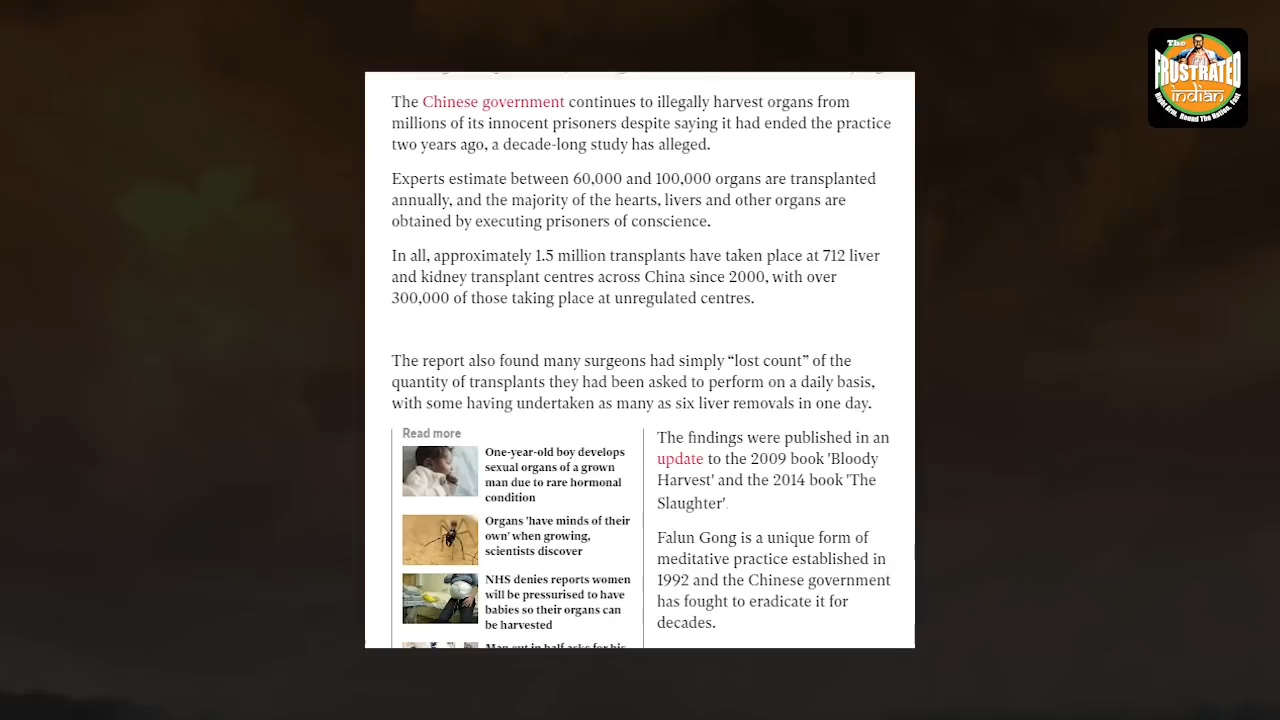 The
FRUSTRATED
indian
Right Arm. Round The Nation. Fast
The Chinese government continues to illegally harvest organs from
millions of its innocent prisoners despite saying it had ended the practice
two years ago, a decade-long study has alleged.
Experts estimate between 60,000 and 100,000 organs are transplanted
annually, and the majority of the hearts, livers and other organs are
obtained by executing prisoners of conscience.
In all, approximately 1.5 million transplants have taken place at 712 liver
and kidney transplant centres across China since 2000, with over
300,000 of those taking place at unregulated centres.
The report also found many surgeons had simply “lost count” of the
quantity of transplants they had been asked to perform on a daily basis,
with some having undertaken as many as six liver removals in one day.
Read more
One-year-old boy develops
sexual organs of a grown
man due to rare hormonal
condition
Organs 'have minds of their
own' when growing,
scientists discover
NHS denies reports women
will be pressurised to have
babies so their organs can
be harvested
The findings were published in an
update to the 2009 book 'Bloody
Harvest' and the 2014 book 'The
Slaughter'.
Falun Gong is a unique form of
meditative practice established in
1992 and the Chinese government
has fought to eradicate it for
decades.